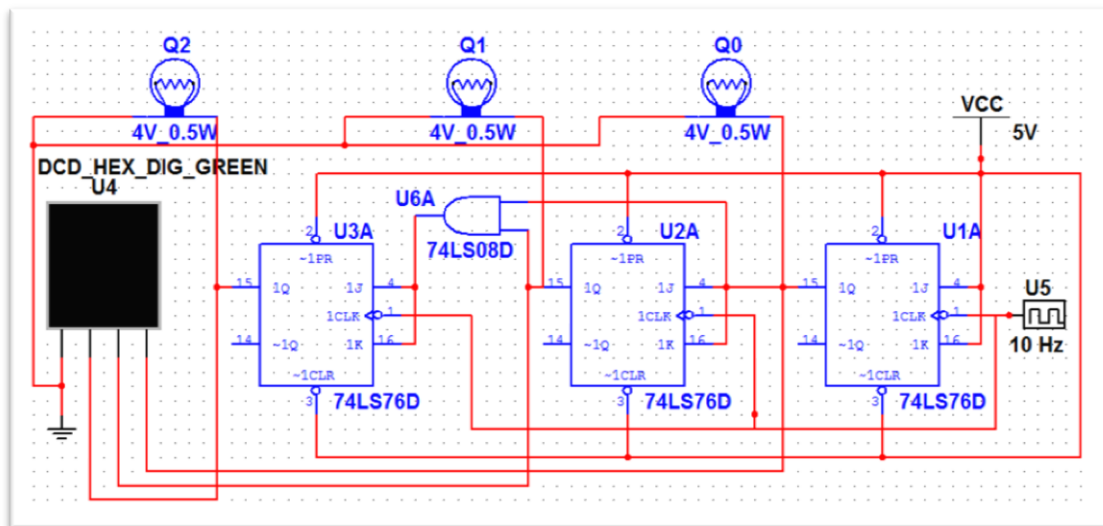 Q2
Q1
Q0
4V_0.5W
4V_0.5W
4V_0.5W
VCC
5V
DCD_HEX_DIG_GREEN
U4
U6A
74LS08D
U3A
U2A
U1A
U5
10 Hz
2
~1PR
15
1Q
1J
4
1CLK
1
14
~1Q
1K
16
~1CLR
3
74LS76D
2
~1PR
15
1Q
1J
4
1CLK
1
14
~1Q
1K
16
~1CLR
3
74LS76D
2
~1PR
15
1Q
1J
4
1CLK
1
14
~1Q
1K
16
~1CLR
3
74LS76D